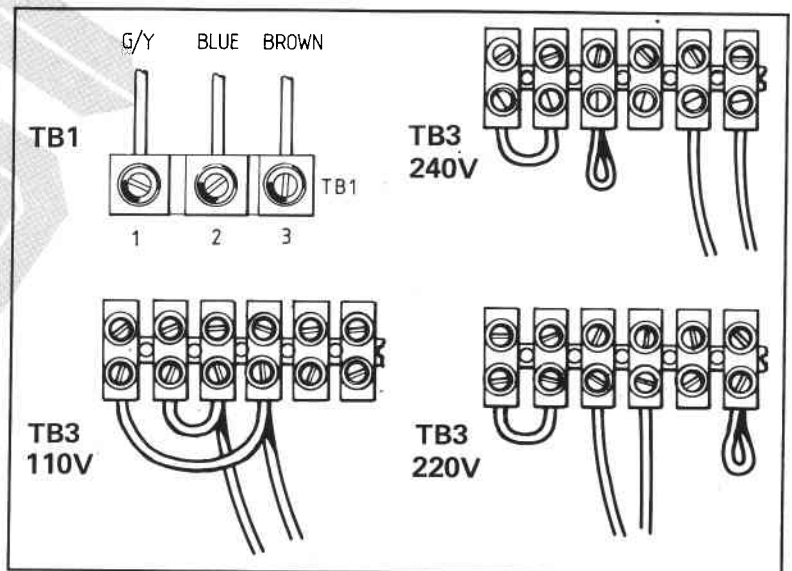 G/Y BLUE BROWN
TB1
TB1
1 2 3
TB3
240V
TB3
110V
TB3
220V